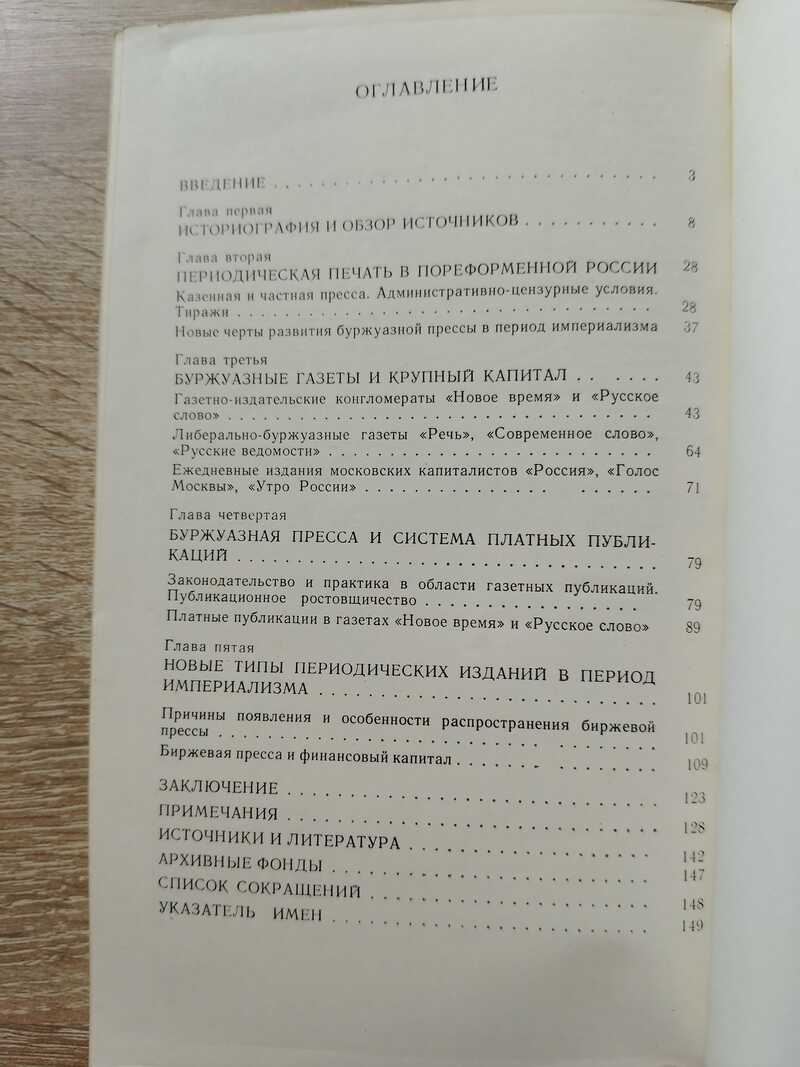 ОГЛАВЛЕНИЕ
ВВЕДЕНИЕ . . . . . . . . . . . . . . . . . . . . . . . . . . . . 3
Глава первая
ИСТОРИОГРАФИЯ И ОБЗОР ИСТОЧНИКОВ . . . . . . . . . . 8
Глава вторая
ПЕРИОДИЧЕСКАЯ ПЕЧАТЬ В ПОРЕФОРМЕННОЙ РОССИИ 28
Казенная и частная пресса. Административно-цензурные условия.
Тиражи . . . . . . . . . . . . . . . . . . . . . . . . . . . . . . 28
Новые черты развития буржуазной прессы в период империализма 37
Глава третья
БУРЖУАЗНЫЕ ГАЗЕТЫ И КРУПНЫЙ КАПИТАЛ . . . . . . . 43
Газетно-издательские конгломераты «Новое время» и «Русское
слово» . . . . . . . . . . . . . . . . . . . . . . . . . . . . . . 43
Либерально-буржуазные газеты «Речь», «Современное слово»,
«Русские ведомости» . . . . . . . . . . . . . . . . . . . . . . . 64
Ежедневные издания московских капиталистов «Россия», «Голос
Москвы», «Утро России» . . . . . . . . . . . . . . . . . . . . 71
Глава четвертая
БУРЖУАЗНАЯ ПРЕССА И СИСТЕМА ПЛАТНЫХ ПУБЛИ-
КАЦИЙ . . . . . . . . . . . . . . . . . . . . . . . . . . . . . . 79
Законодательство и практика в области газетных публикаций.
Публикационное ростовщичество . . . . . . . . . . . . . . . 79
Платные публикации в газетах «Новое время» и «Русское слово» 89
Глава пятая
НОВЫЕ ТИПЫ ПЕРИОДИЧЕСКИХ ИЗДАНИЙ В ПЕРИОД
ИМПЕРИАЛИЗМА . . . . . . . . . . . . . . . . . . . . . . . . 101
Причины появления и особенности распространения биржевой
прессы . . . . . . . . . . . . . . . . . . . . . . . . . . . . . . 101
Биржевая пресса и финансовый капитал . . . . . . . . . . . . 109
ЗАКЛЮЧЕНИЕ . . . . . . . . . . . . . . . . . . . . . . . . . . 123
ПРИМЕЧАНИЯ . . . . . . . . . . . . . . . . . . . . . . . . . . 128
ИСТОЧНИКИ И ЛИТЕРАТУРА . . . . . . . . . . . . . . . . . 142
АРХИВНЫЕ ФОНДЫ . . . . . . . . . . . . . . . . . . . . . . . 147
СПИСОК СОКРАЩЕНИЙ . . . . . . . . . . . . . . . . . . . . 148
УКАЗАТЕЛЬ ИМЕН . . . . . . . . . . . . . . . . . . . . . . . 149